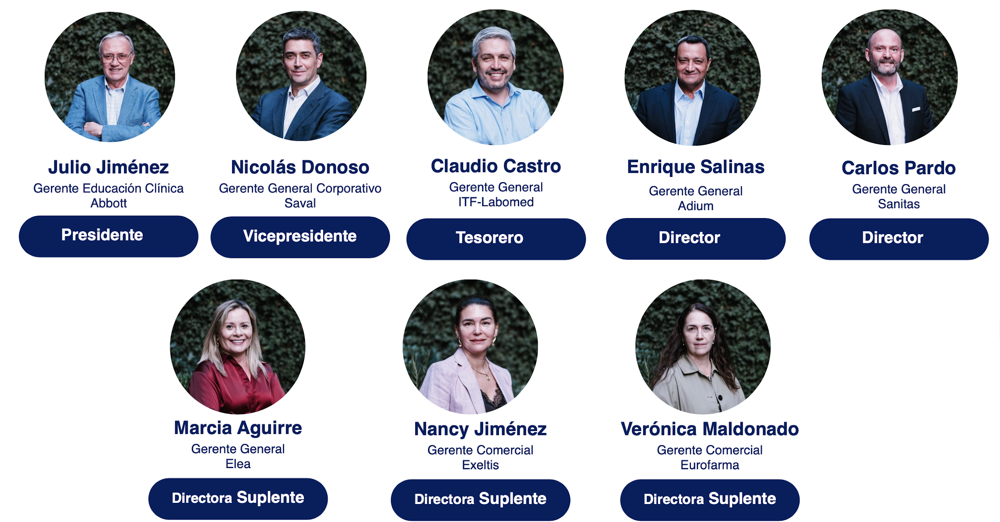 Julio Jiménez
Gerente Educación Clínica
Abbott
Presidente
Nicolás Donoso
Gerente General Corporativo
Saval
Vicepresidente
Claudio Castro
Gerente General
ITF-Labomed
Tesorero
Enrique Salinas
Gerente General
Adium
Director
Carlos Pardo
Gerente General
Sanitas
Director
Marcia Aguirre
Gerente General
Elea
Directora Suplente
Nancy Jiménez
Gerente Comercial
Exeltis
Directora Suplente
Verónica Maldonado
Gerente Comercial
Eurofarma
Directora Suplente